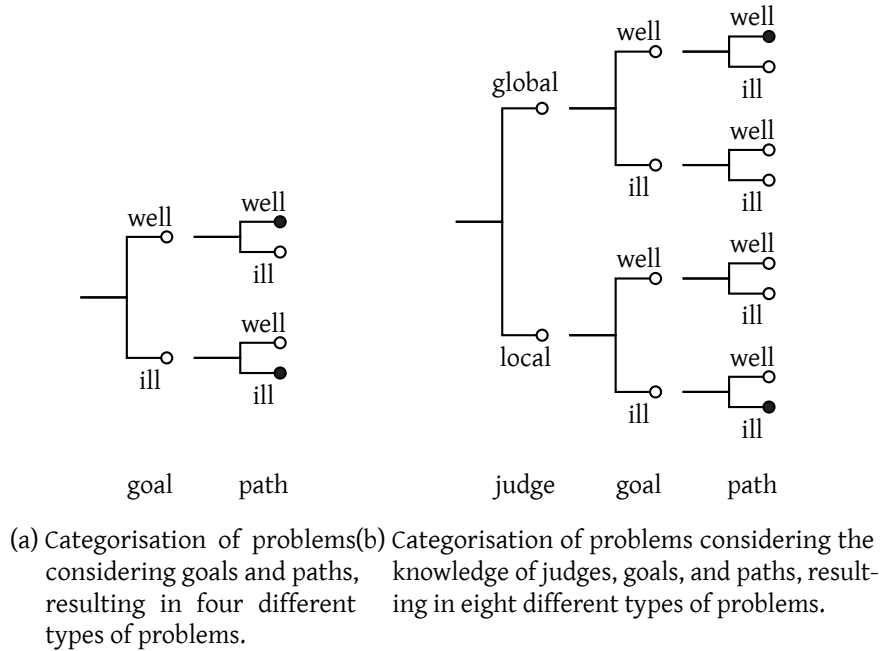 well
well
ill
well
ill
ill
goal path
well
well
global
ill
well
ill
ill
well
well
ill
local
well
ill
ill
judge goal path
(a) Categorisation of problems
considering goals and paths,
resulting in four different
types of problems.
(b) Categorisation of problems considering the
knowledge of judges, goals, and paths, result-
ing in eight different types of problems.